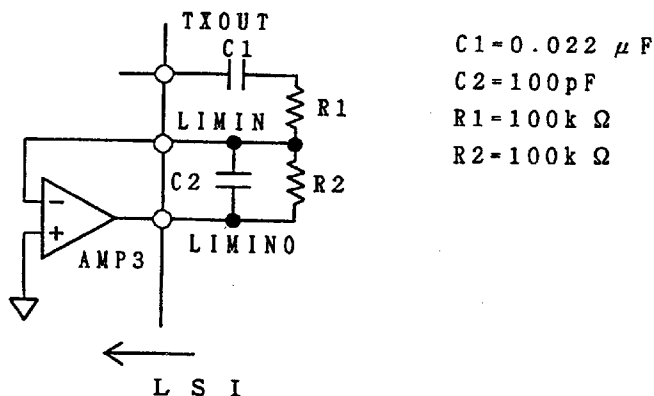 TXOUT
C1
R1
LIMIN
C2
R2
LIMINO
−
+
AMP3
LSI
C1=0.022 μF
C2=100pF
R1=100k Ω
R2=100k Ω